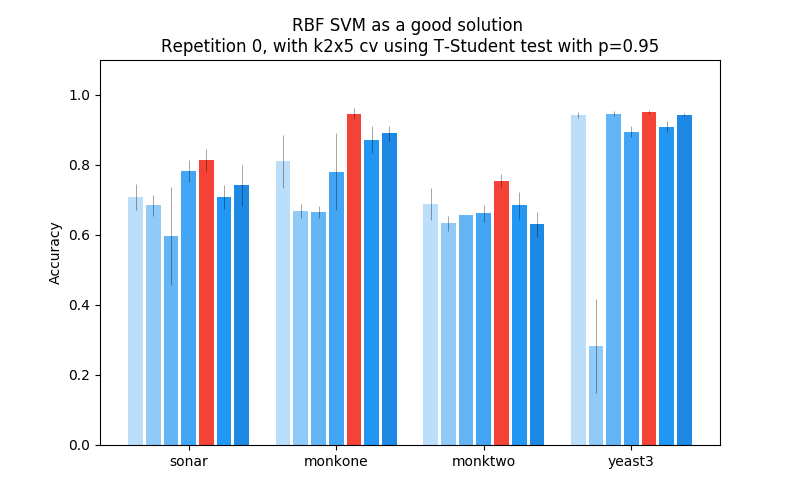 RBF SVM as a good solution
Repetition 0, with k2x5 cv using T-Student test with p=0.95
Accuracy
1.0
0.8
0.6
0.4
0.2
0.0
sonar monkone monktwo yeast3